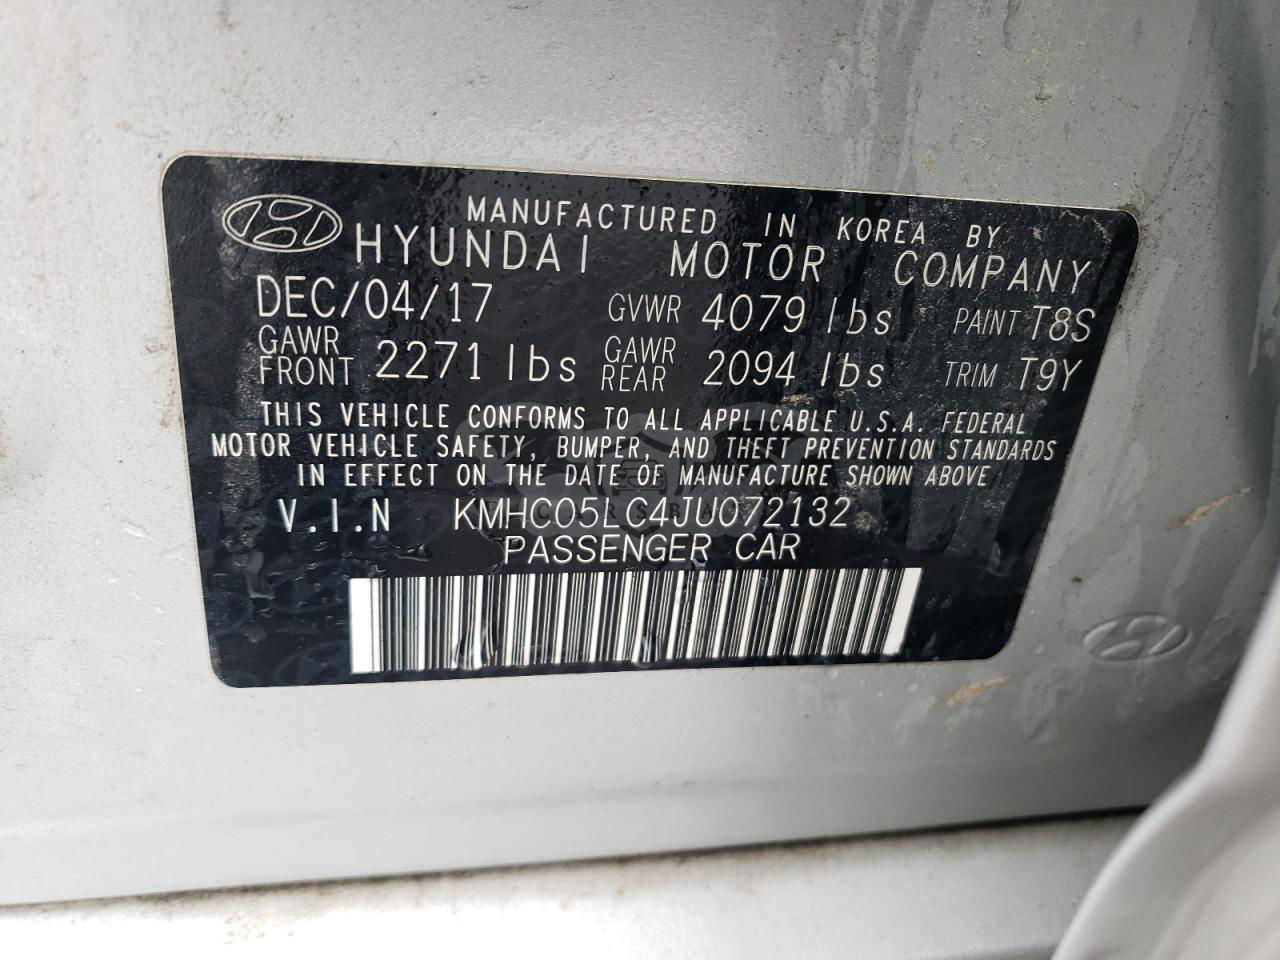 MANUFACTURED IN KOREA BY
HYUNDAI MOTOR COMPANY
DEC/04/17 GVWR 4079 lbs PAINT T8S
GAWR FRONT 2271 lbs GAWR REAR 2094 lbs TRIM T9Y
THIS VEHICLE CONFORMS TO ALL APPLICABLE U.S.A. FEDERAL
MOTOR VEHICLE SAFETY, BUMPER, AND THEFT PREVENTION STANDARDS
IN EFFECT ON THE DATE OF MANUFACTURE SHOWN ABOVE
V.I.N KMHC05LC4JU072132
PASSENGER CAR